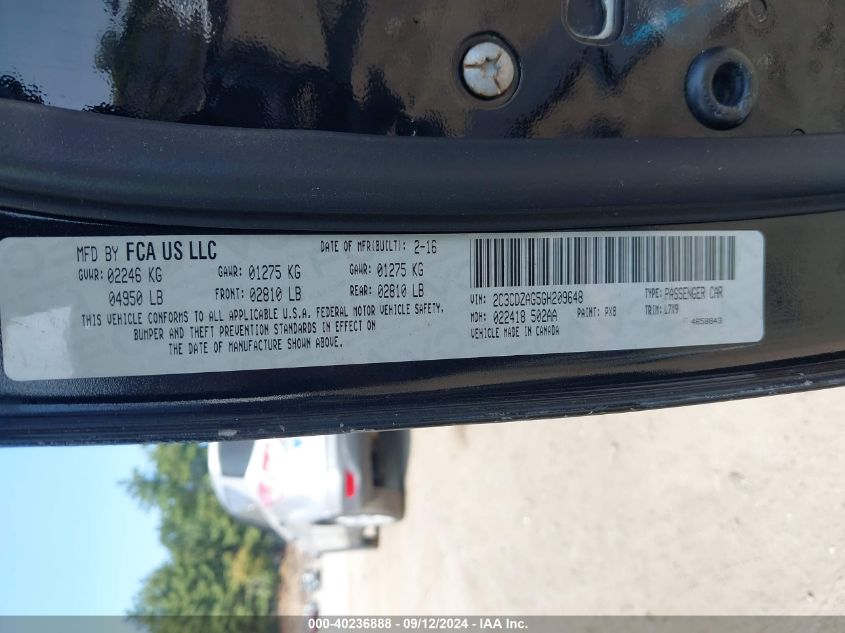 MFD BY FCA US LLC DATE OF MFR(BUILT): 2-16
GVWR: 02246 KG GAWR: 01275 KG GAWR: 01275 KG
04950 LB FRONT: 02810 LB REAR: 02810 LB
THIS VEHICLE CONFORMS TO ALL APPLICABLE U.S.A. FEDERAL MOTOR VEHICLE SAFETY,
BUMPER AND THEFT PREVENTION STANDARDS IN EFFECT ON
THE DATE OF MANUFACTURE SHOWN ABOVE.
VIN: 2C3CDZAG5GH209648 TYPE: PASSENGER CAR
MDH: 022418 502AA PAINT: PX8 TRIM: L7X9
VEHICLE MADE IN CANADA
000-40236888 - 09/12/2024 - IAA Inc.